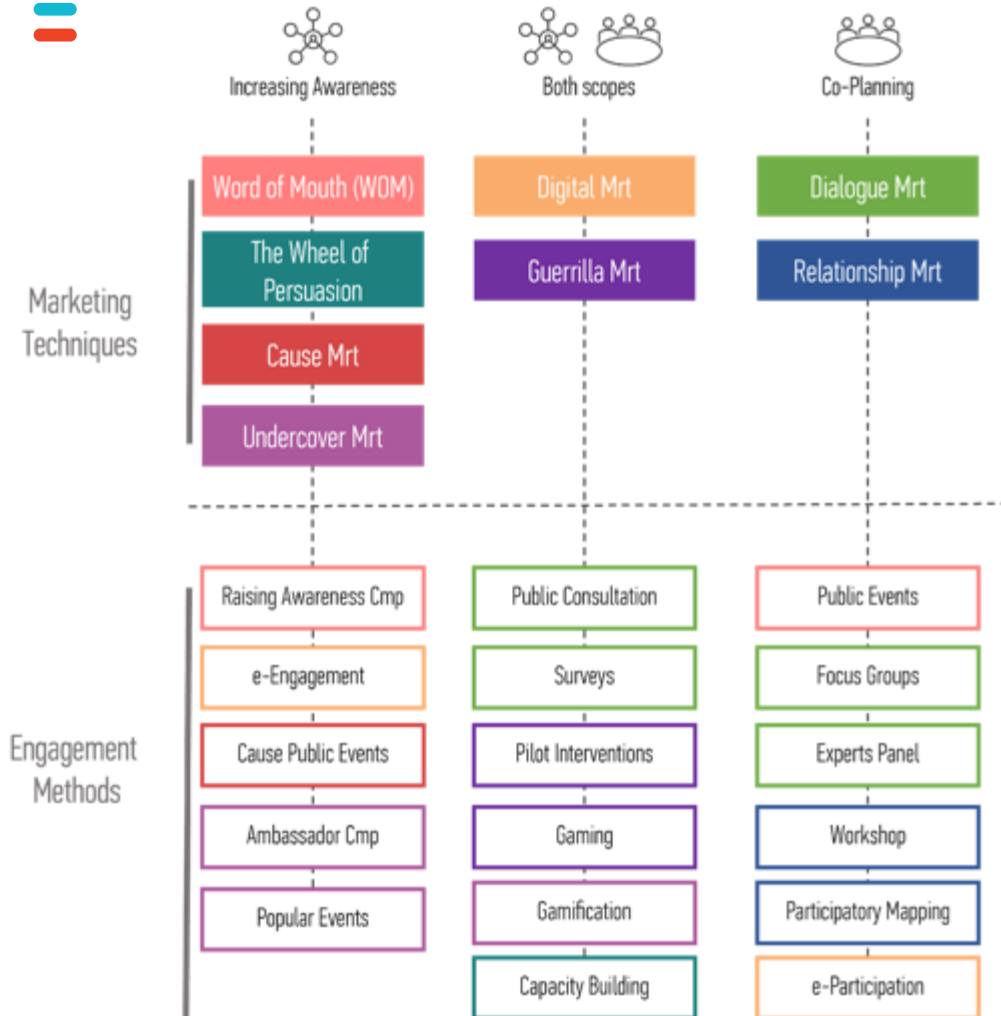 Increasing Awareness
Both scopes
Co-Planning
Marketing
Techniques
Word of Mouth (WOM)
Digital Mrt
Dialogue Mrt
The Wheel of
Persuasion
Guerrilla Mrt
Relationship Mrt
Cause Mrt
Undercover Mrt
Engagement
Methods
Raising Awareness Cmp
Public Consultation
Public Events
e-Engagement
Surveys
Focus Groups
Cause Public Events
Pilot Interventions
Experts Panel
Ambassador Cmp
Gaming
Workshop
Popular Events
Gamification
Participatory Mapping
Capacity Building
e-Participation